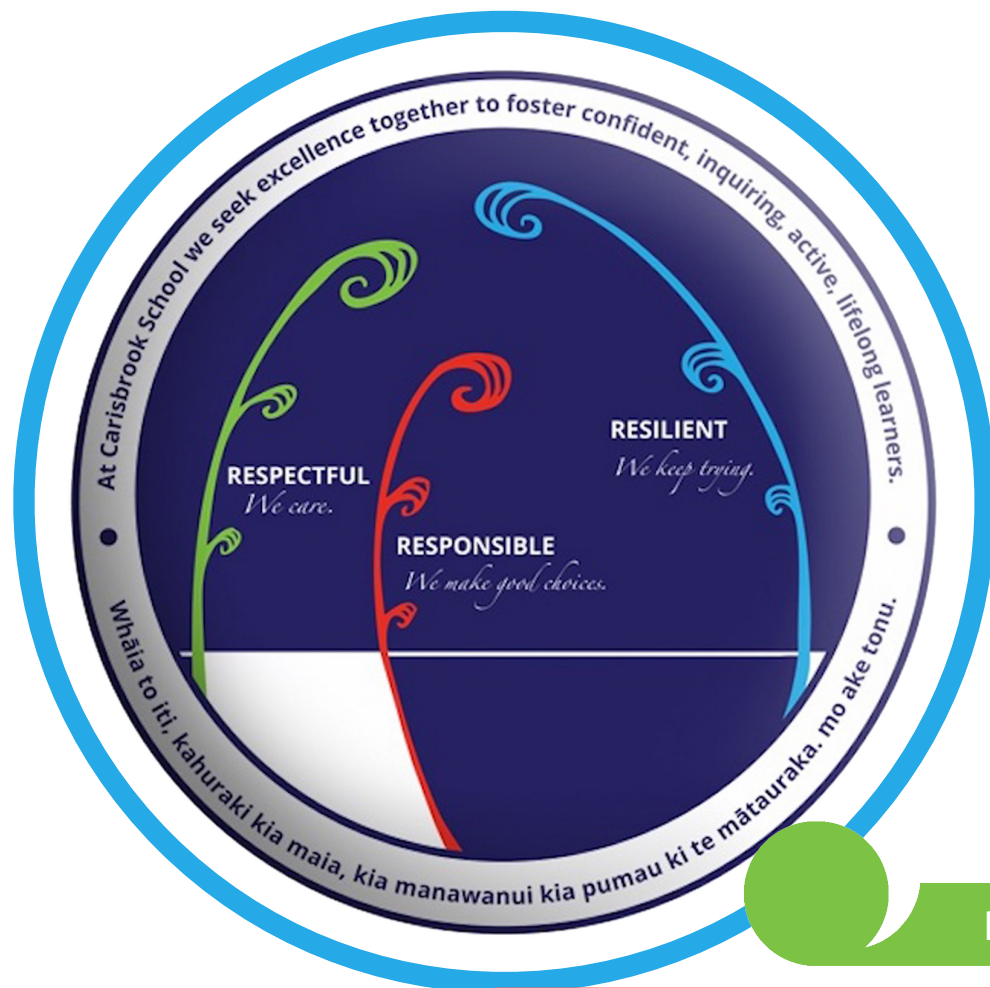 At Carisbrook School we seek excellence together to foster confident, inquiring, active, lifelong learners.
RESILIENT
We keep trying.
RESPECTFUL
We care.
RESPONSIBLE
We make good choices.
Whāia to iti, kahuraki kia maia, kia manawanui kia pumau ki te mātauraka. mo ake tonu.